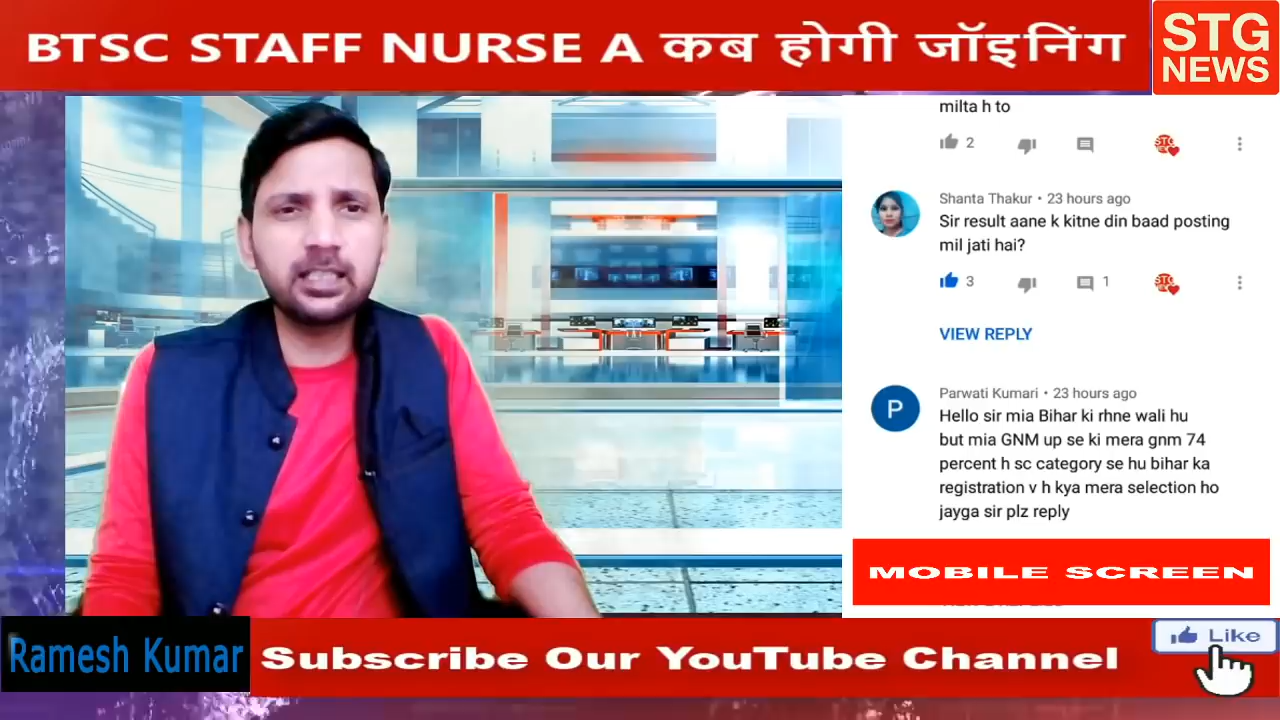 BTSC STAFF NURSE A कब होगी जॉइनिंग
STG
NEWS
milta h to
2
Shanta Thakur • 23 hours ago
Sir result aane k kitne din baad posting
mil jati hai?
3
1
VIEW REPLY
P
Parwati Kumari • 23 hours ago
Hello sir mia Bihar ki rhne wali hu
but mia GNM up se ki mera gnm 74
percent h sc category se hu bihar ka
registration v h kya mera selection ho
jayga sir plz reply
MOBILE SCREEN
Ramesh Kumar
Subscribe Our YouTube Channel
Like